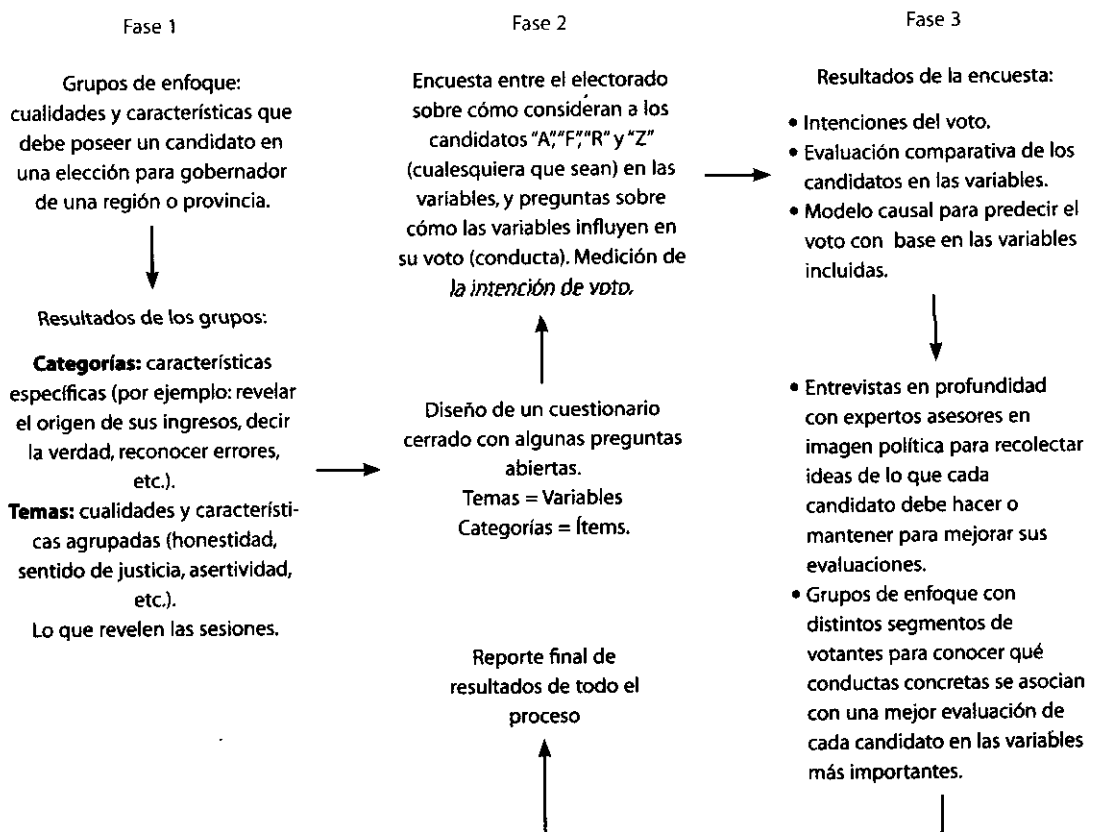 Fase 1
Grupos de enfoque:
cualidades y características que
debe poseer un candidato en
una elección para gobernador
de una región o provincia.
Resultados de los grupos:
Categorías: características
específicas (por ejemplo: revelar
el origen de sus ingresos, decir
la verdad, reconocer errores,
etc.).
Temas: cualidades y característi-
cas agrupadas (honestidad,
sentido de justicia, asertividad,
etc.).
Lo que revelen las sesiones.
Fase 2
Encuesta entre el electorado
sobre cómo consideran a los
candidatos "A", "F", "R" y "Z"
(cualesquiera que sean) en las
variables, y preguntas sobre
cómo las variables influyen en
su voto (conducta). Medición de
la intención de voto.
Diseño de un cuestionario
cerrado con algunas preguntas
abiertas.
Temas = Variables
Categorías = Ítems.
Reporte final de
resultados de todo el
proceso
Fase 3
Resultados de la encuesta:
• Intenciones del voto.
• Evaluación comparativa de los
candidatos en las variables.
• Modelo causal para predecir el
voto con base en las variables
incluidas.
• Entrevistas en profundidad
con expertos asesores en
imagen política para recolectar
ideas de lo que cada
candidato debe hacer o
mantener para mejorar sus
evaluaciones.
• Grupos de enfoque con
distintos segmentos de
votantes para conocer qué
conductas concretas se asocian
con una mejor evaluación de
cada candidato en las variables
más importantes.